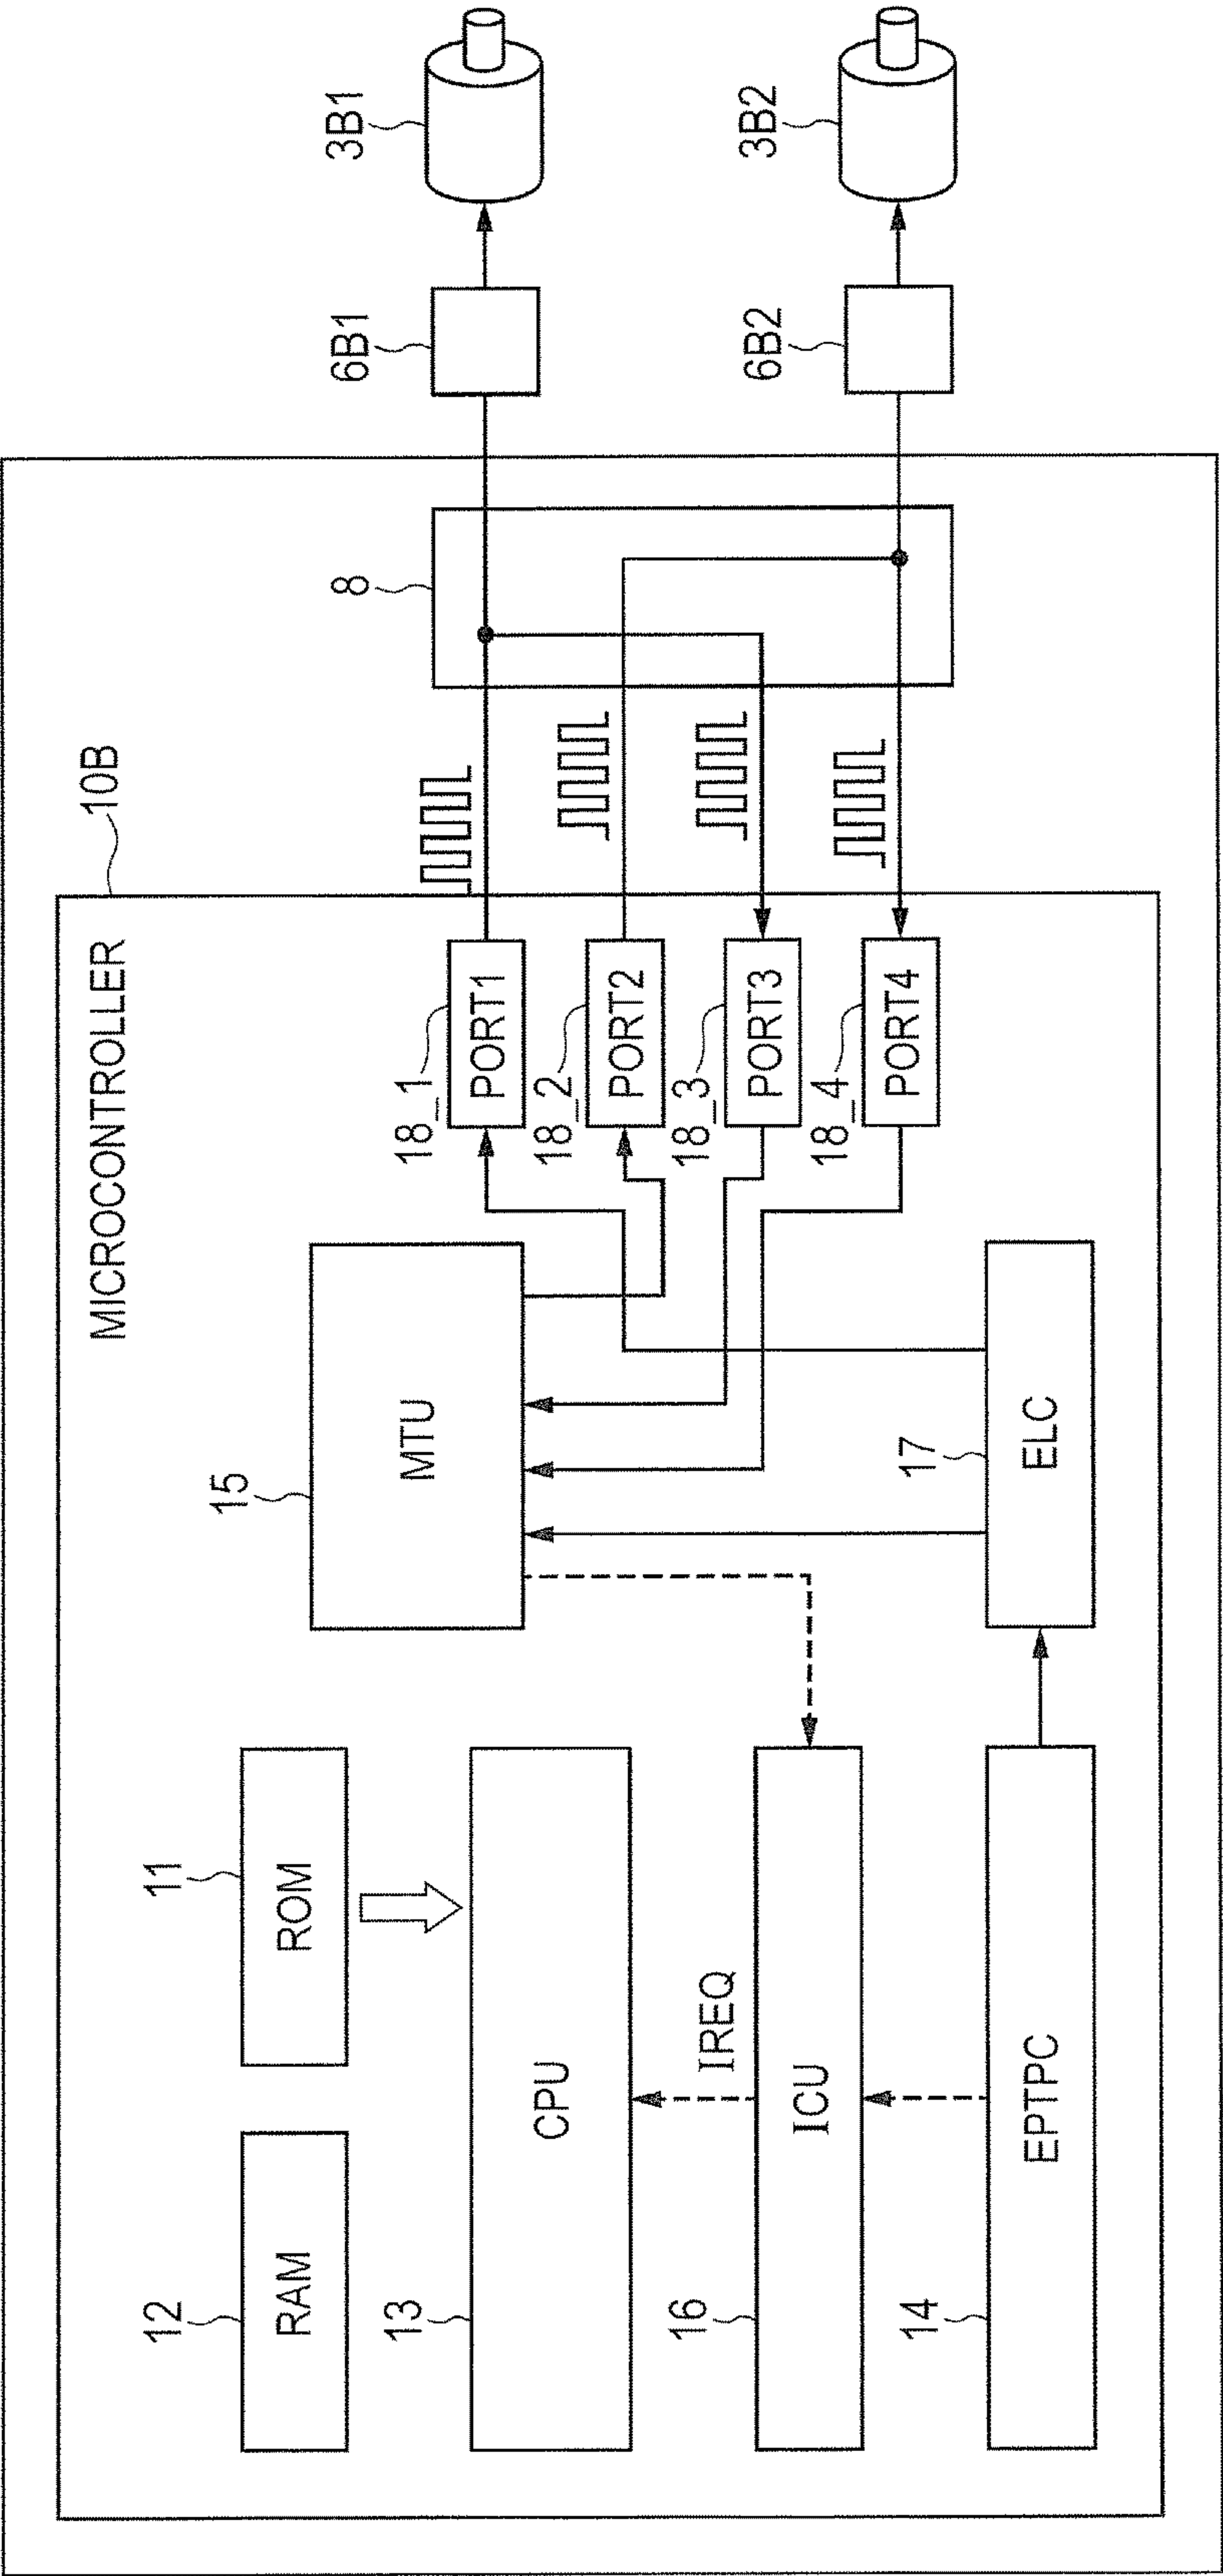 MICROCONTROLLER
10B
12
RAM
11
ROM
15
MTU
13
CPU
IREQ
16
ICU
14
EPTPC
17
ELC
18_1
PORT1
18_2
PORT2
18_3
PORT3
18_4
PORT4
8
6B1
3B1
6B2
3B2